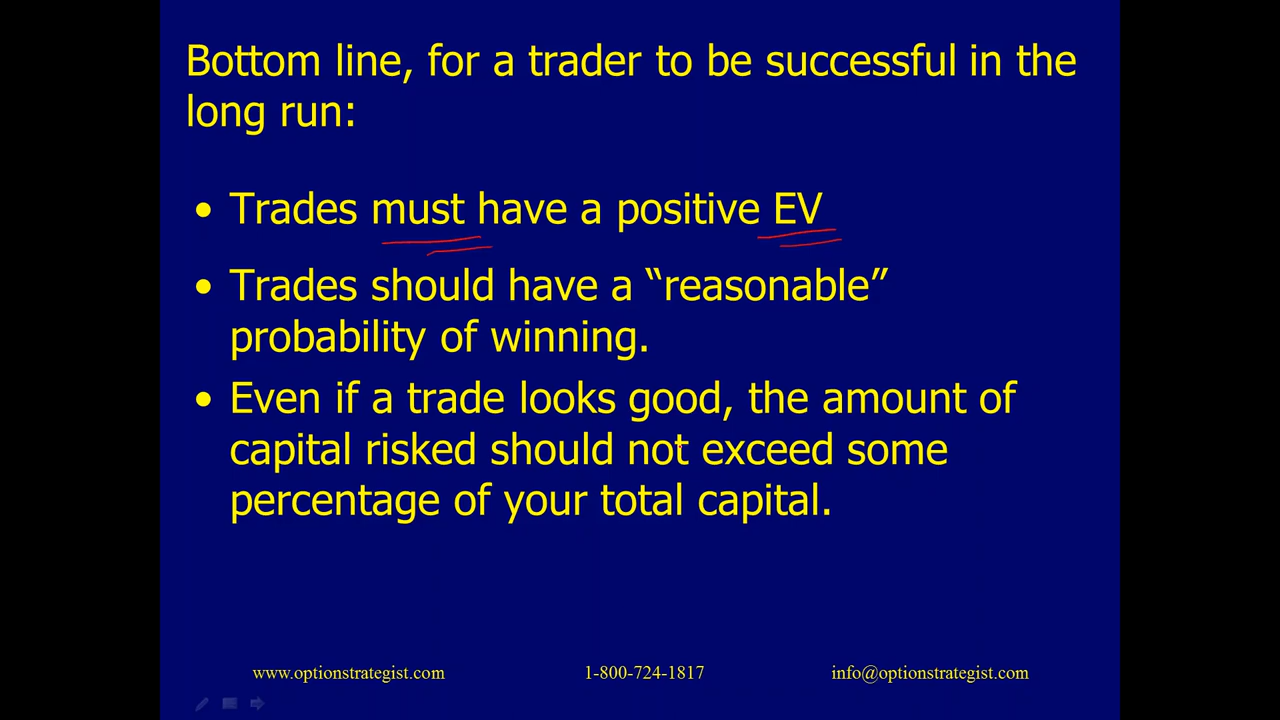 Bottom line, for a trader to be successful in the
long run:
• Trades must have a positive EV
• Trades should have a “reasonable”
probability of winning.
• Even if a trade looks good, the amount of
capital risked should not exceed some
percentage of your total capital.
www.optionstrategist.com 1-800-724-1817 info@optionstrategist.com